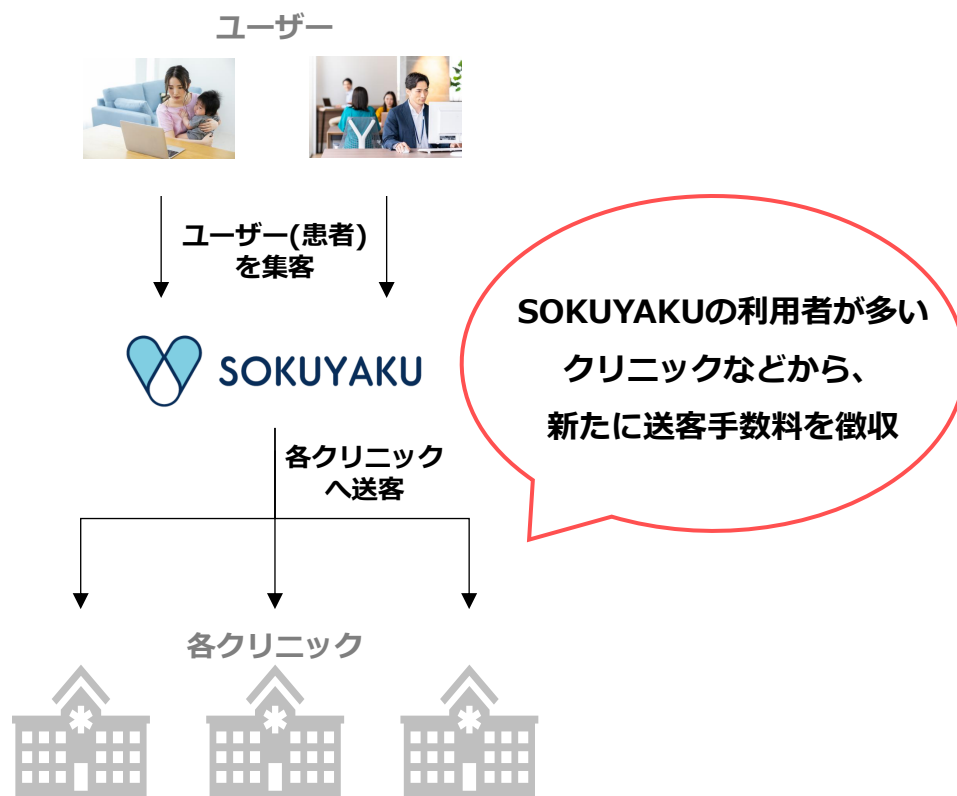 ユーザー
ユーザー(患者)
を集客
SOKUYAKU
SOKUYAKUの利用者が多い
クリニックなどから、
新たに送客手数料を徴収
各クリニック
へ送客
各クリニック